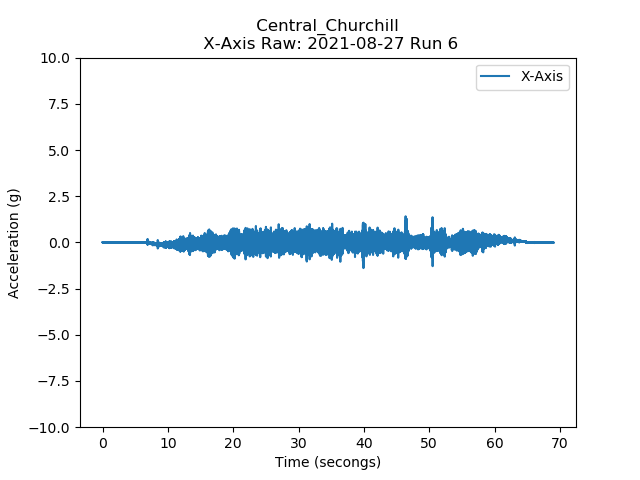 Central_Churchill
X-Axis Raw: 2021-08-27 Run 6
X-Axis
10.0
7.5
5.0
2.5
0.0
−2.5
−5.0
−7.5
−10.0
Acceleration (g)
0 10 20 30 40 50 60 70
Time (seconds)